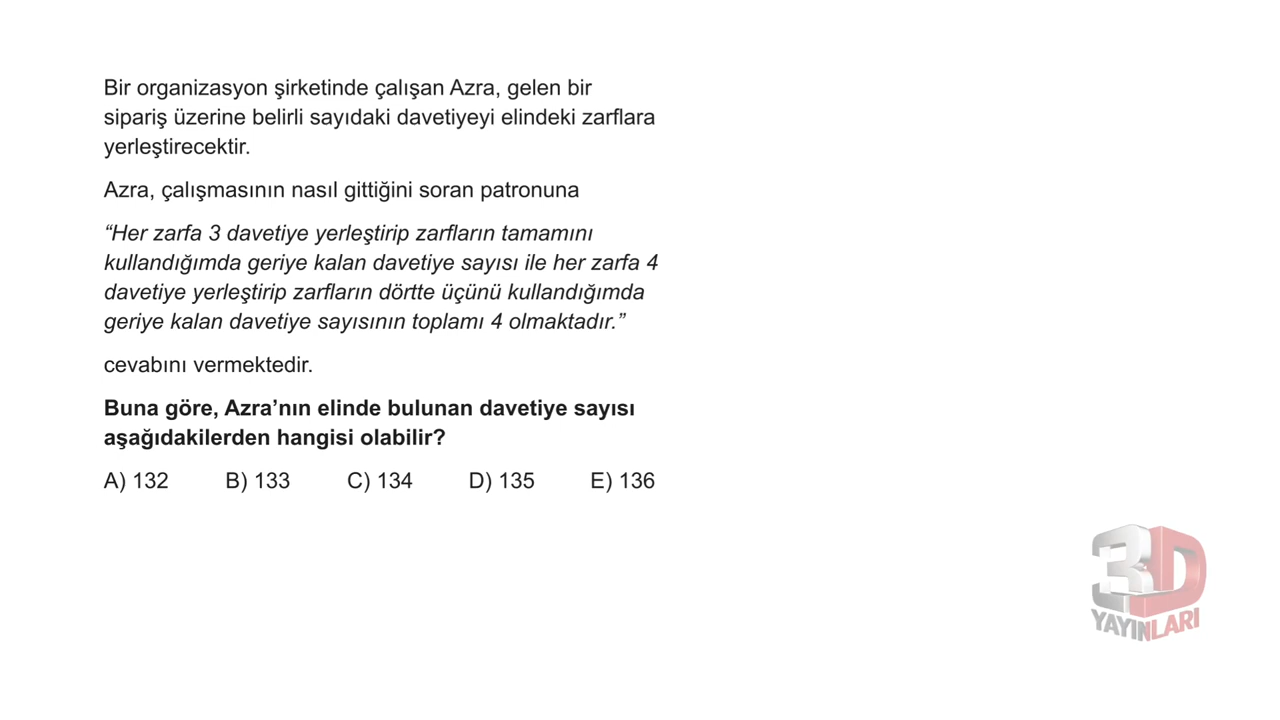 Bir organizasyon şirketinde çalışan Azra, gelen bir
sipariş üzerine belirli sayıdaki davetiyeyi elindeki zarflara
yerleştirecektir.
Azra, çalışmasının nasıl gittiğini soran patronuna
“Her zarfa 3 davetiye yerleştirip zarfların tamamını
kullandığımda geriye kalan davetiye sayısı ile her zarfa 4
davetiye yerleştirip zarfların dörtte üçünü kullandığımda
geriye kalan davetiye sayısının toplamı 4 olmaktadır.”
cevabını vermektedir.
Buna göre, Azra’nın elinde bulunan davetiye sayısı
aşağıdakilerden hangisi olabilir?
A) 132 B) 133 C) 134 D) 135 E) 136
3D
YAYINLARI